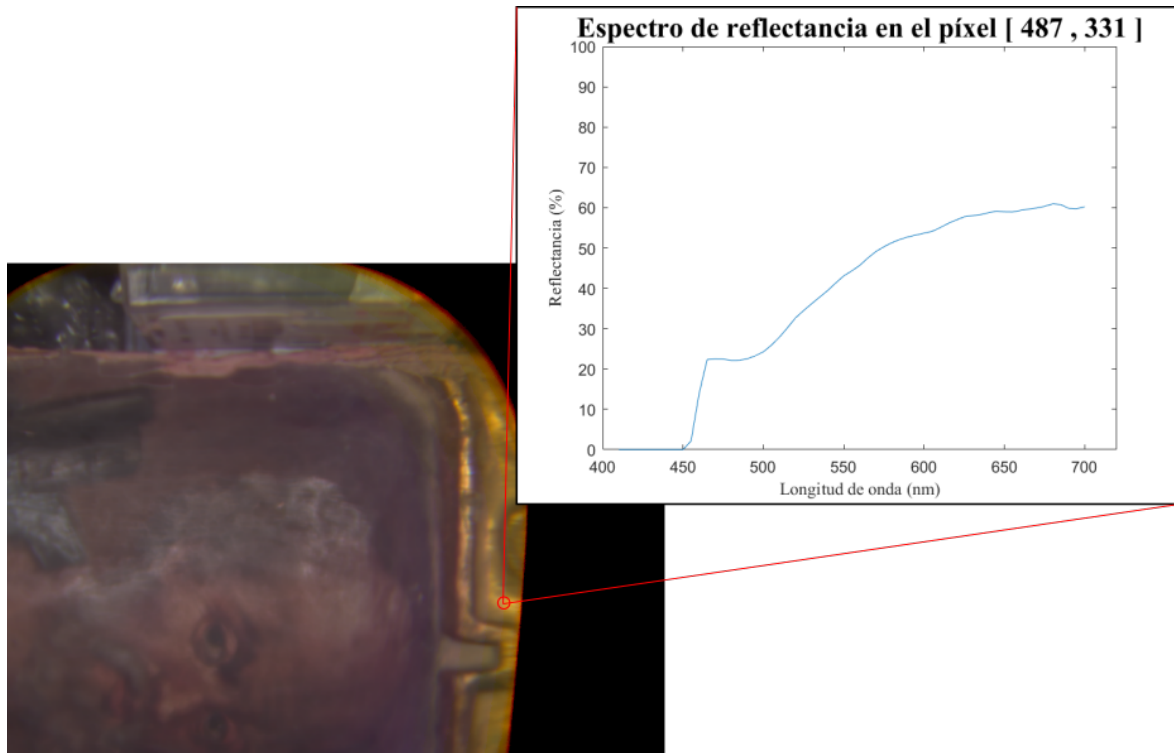 Espectro de reflectancia en el píxel [ 487 , 331 ]
100
90
80
70
60
50
40
30
20
10
0
Reflectancia (%)
400 450 500 550 600 650 700
Longitud de onda (nm)